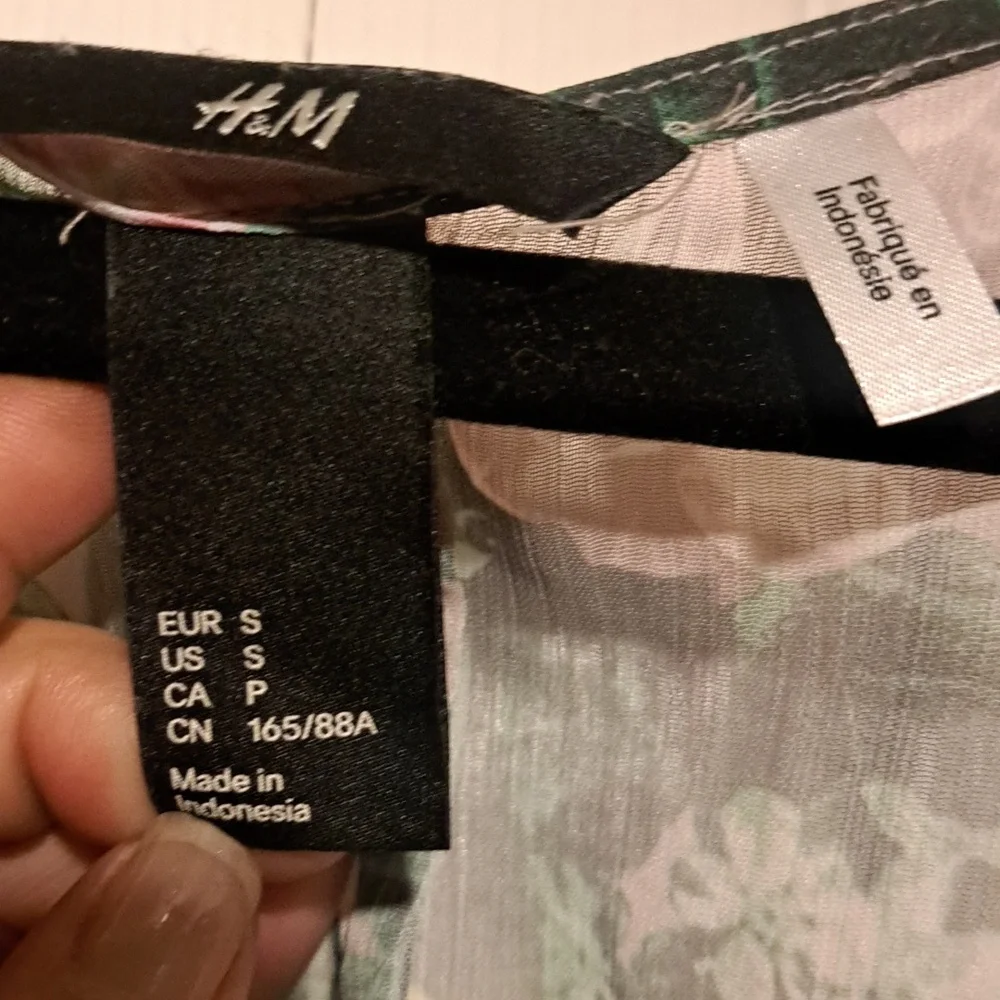 H&M
Fabriqué en
Indonésie
EUR S
US S
CA P
CN 165/88A
Made in
Indonesia